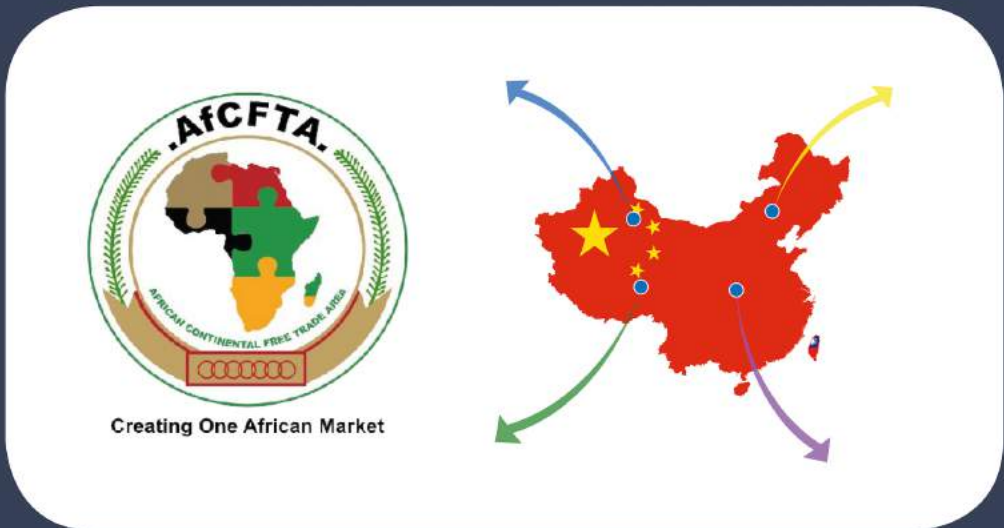 .AfCFTA.
AFRICAN CONTINENTAL FREE TRADE AREA
Creating One African Market